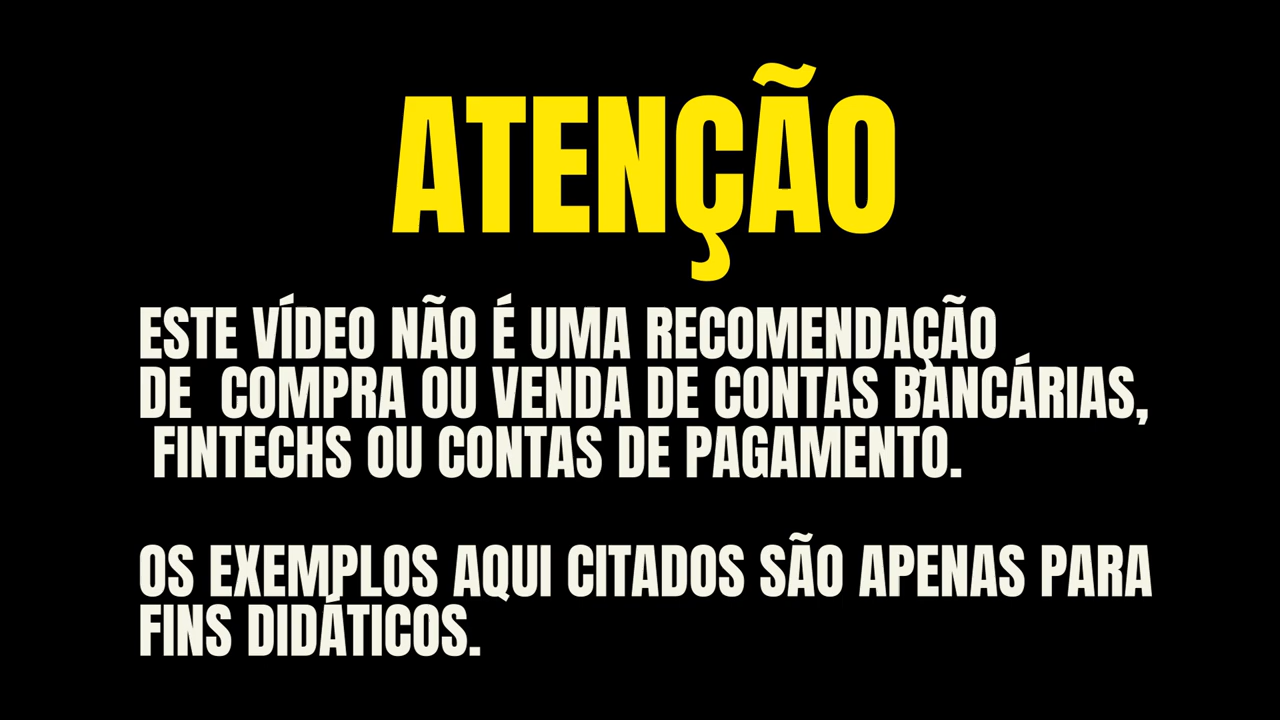 ATENÇÃO
ESTE VÍDEO NÃO É UMA RECOMENDAÇÃO
DE COMPRA OU VENDA DE CONTAS BANCÁRIAS,
FINTECHS OU CONTAS DE PAGAMENTO.
OS EXEMPLOS AQUI CITADOS SÃO APENAS PARA
FINS DIDÁTICOS.